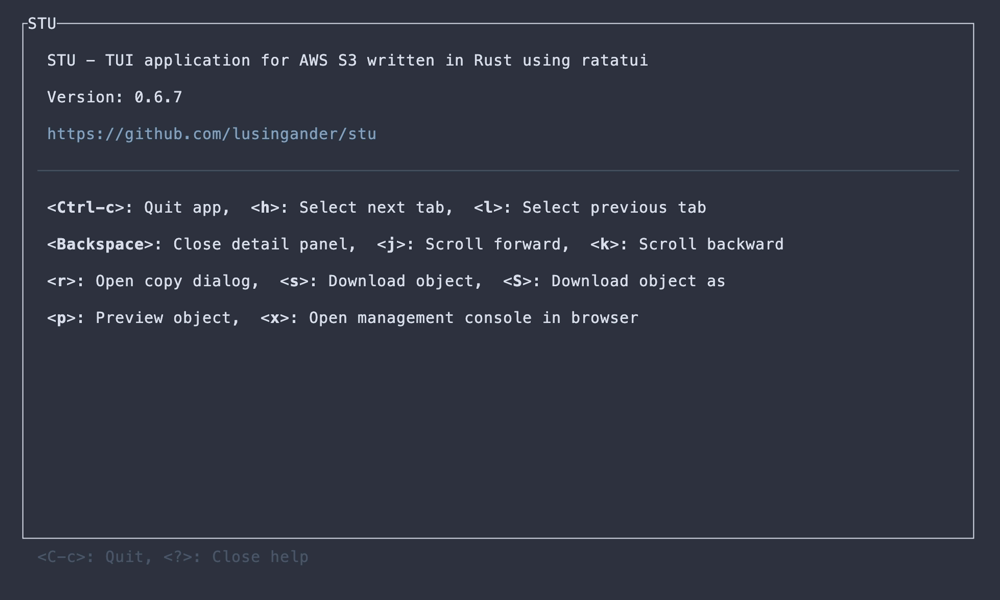 STU
STU – TUI application for AWS S3 written in Rust using ratatui
Version: 0.6.7
https://github.com/lusingander/stu
<Ctrl-c>: Quit app,  <h>: Select next tab,  <l>: Select previous tab
<Backspace>: Close detail panel,  <j>: Scroll forward,  <k>: Scroll backward
<r>: Open copy dialog,  <s>: Download object,  <S>: Download object as
<p>: Preview object,  <x>: Open management console in browser
<C-c>: Quit, <?>: Close help